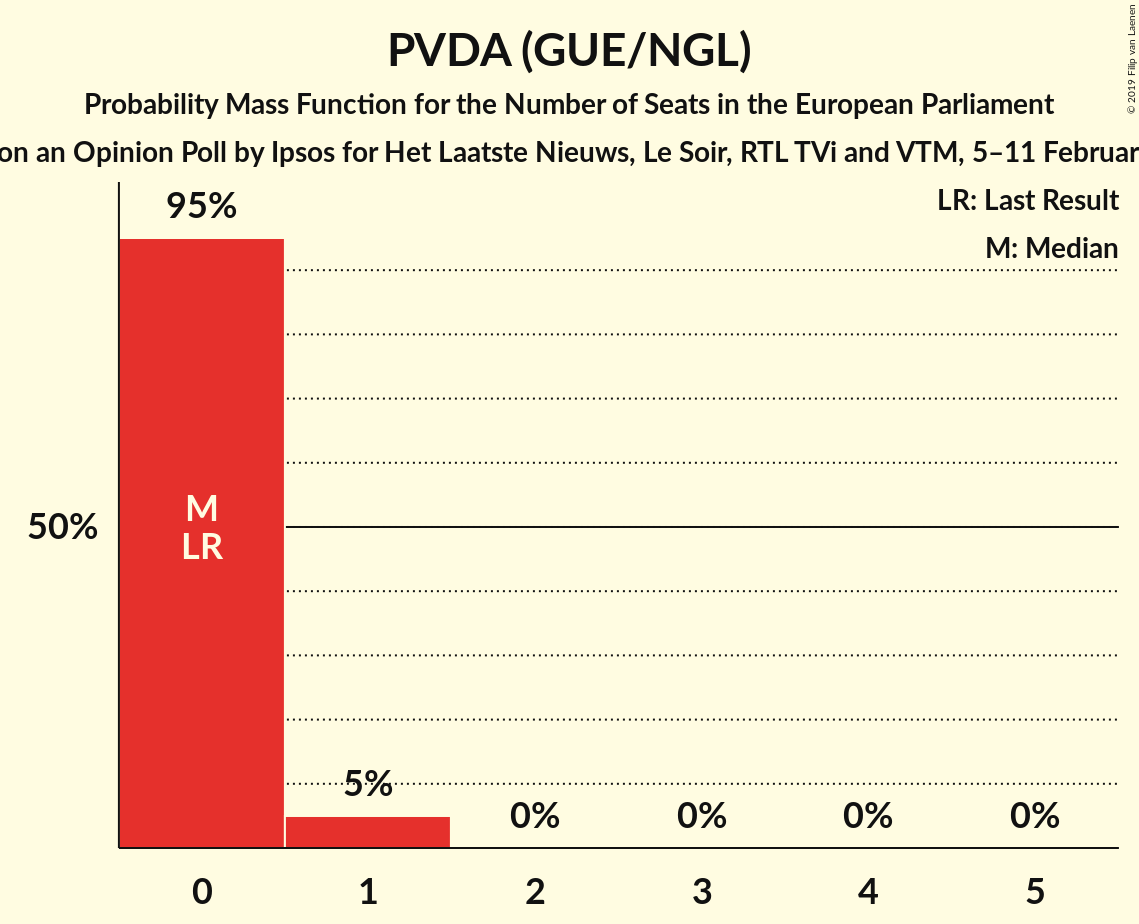 PVDA (GUE/NGL)
Probability Mass Function for the Number of Seats in the European Parliament
on an Opinion Poll by Ipsos for Het Laatste Nieuws, Le Soir, RTL TVi and VTM, 5–11 Februar
© 2019 Filip van Laenen
LR: Last Result
M: Median
95%
50%
M
LR
5%
0%
0%
0%
0%
0
1
2
3
4
5